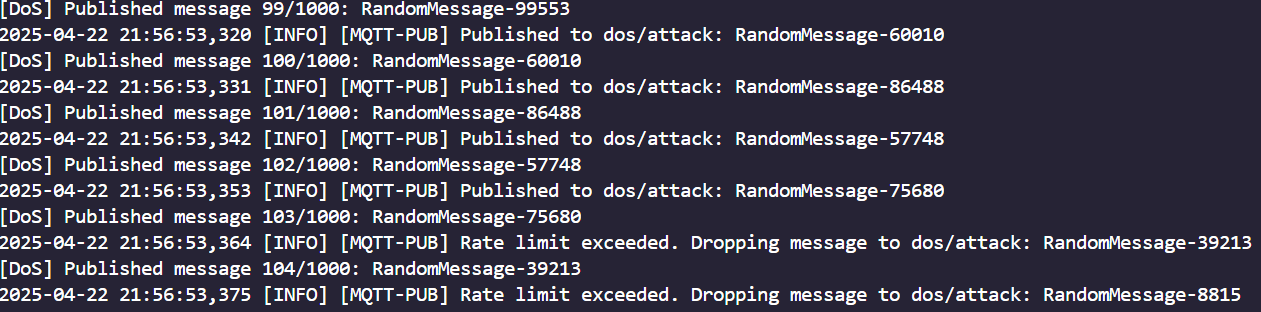 [DoS] Published message 99/1000: RandomMessage-99553
2025-04-22 21:56:53,320 [INFO] [MQTT-PUB] Published to dos/attack: RandomMessage-60010
[DoS] Published message 100/1000: RandomMessage-60010
2025-04-22 21:56:53,331 [INFO] [MQTT-PUB] Published to dos/attack: RandomMessage-86488
[DoS] Published message 101/1000: RandomMessage-86488
2025-04-22 21:56:53,342 [INFO] [MQTT-PUB] Published to dos/attack: RandomMessage-57748
[DoS] Published message 102/1000: RandomMessage-57748
2025-04-22 21:56:53,353 [INFO] [MQTT-PUB] Published to dos/attack: RandomMessage-75680
[DoS] Published message 103/1000: RandomMessage-75680
2025-04-22 21:56:53,364 [INFO] [MQTT-PUB] Rate limit exceeded. Dropping message to dos/attack: RandomMessage-39213
[DoS] Published message 104/1000: RandomMessage-39213
2025-04-22 21:56:53,375 [INFO] [MQTT-PUB] Rate limit exceeded. Dropping message to dos/attack: RandomMessage-8815